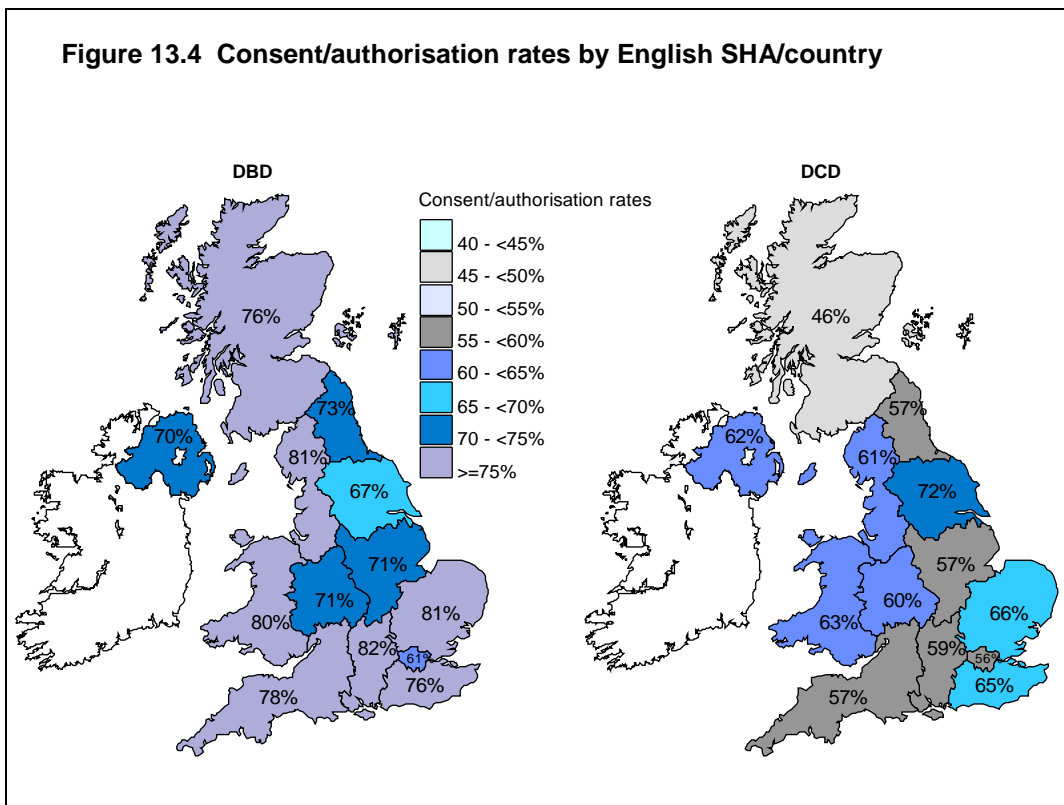 Figure 13.4 Consent/authorisation rates by English SHA/country
DBD
76%
73%
70%
81%
67%
71%
71%
80%
81%
82%
61%
76%
78%
Consent/authorisation rates
40 - <45%
45 - <50%
50 - <55%
55 - <60%
60 - <65%
65 - <70%
70 - <75%
>=75%
DCD
46%
57%
62%
61%
72%
57%
60%
63%
66%
59%
56%
65%
57%